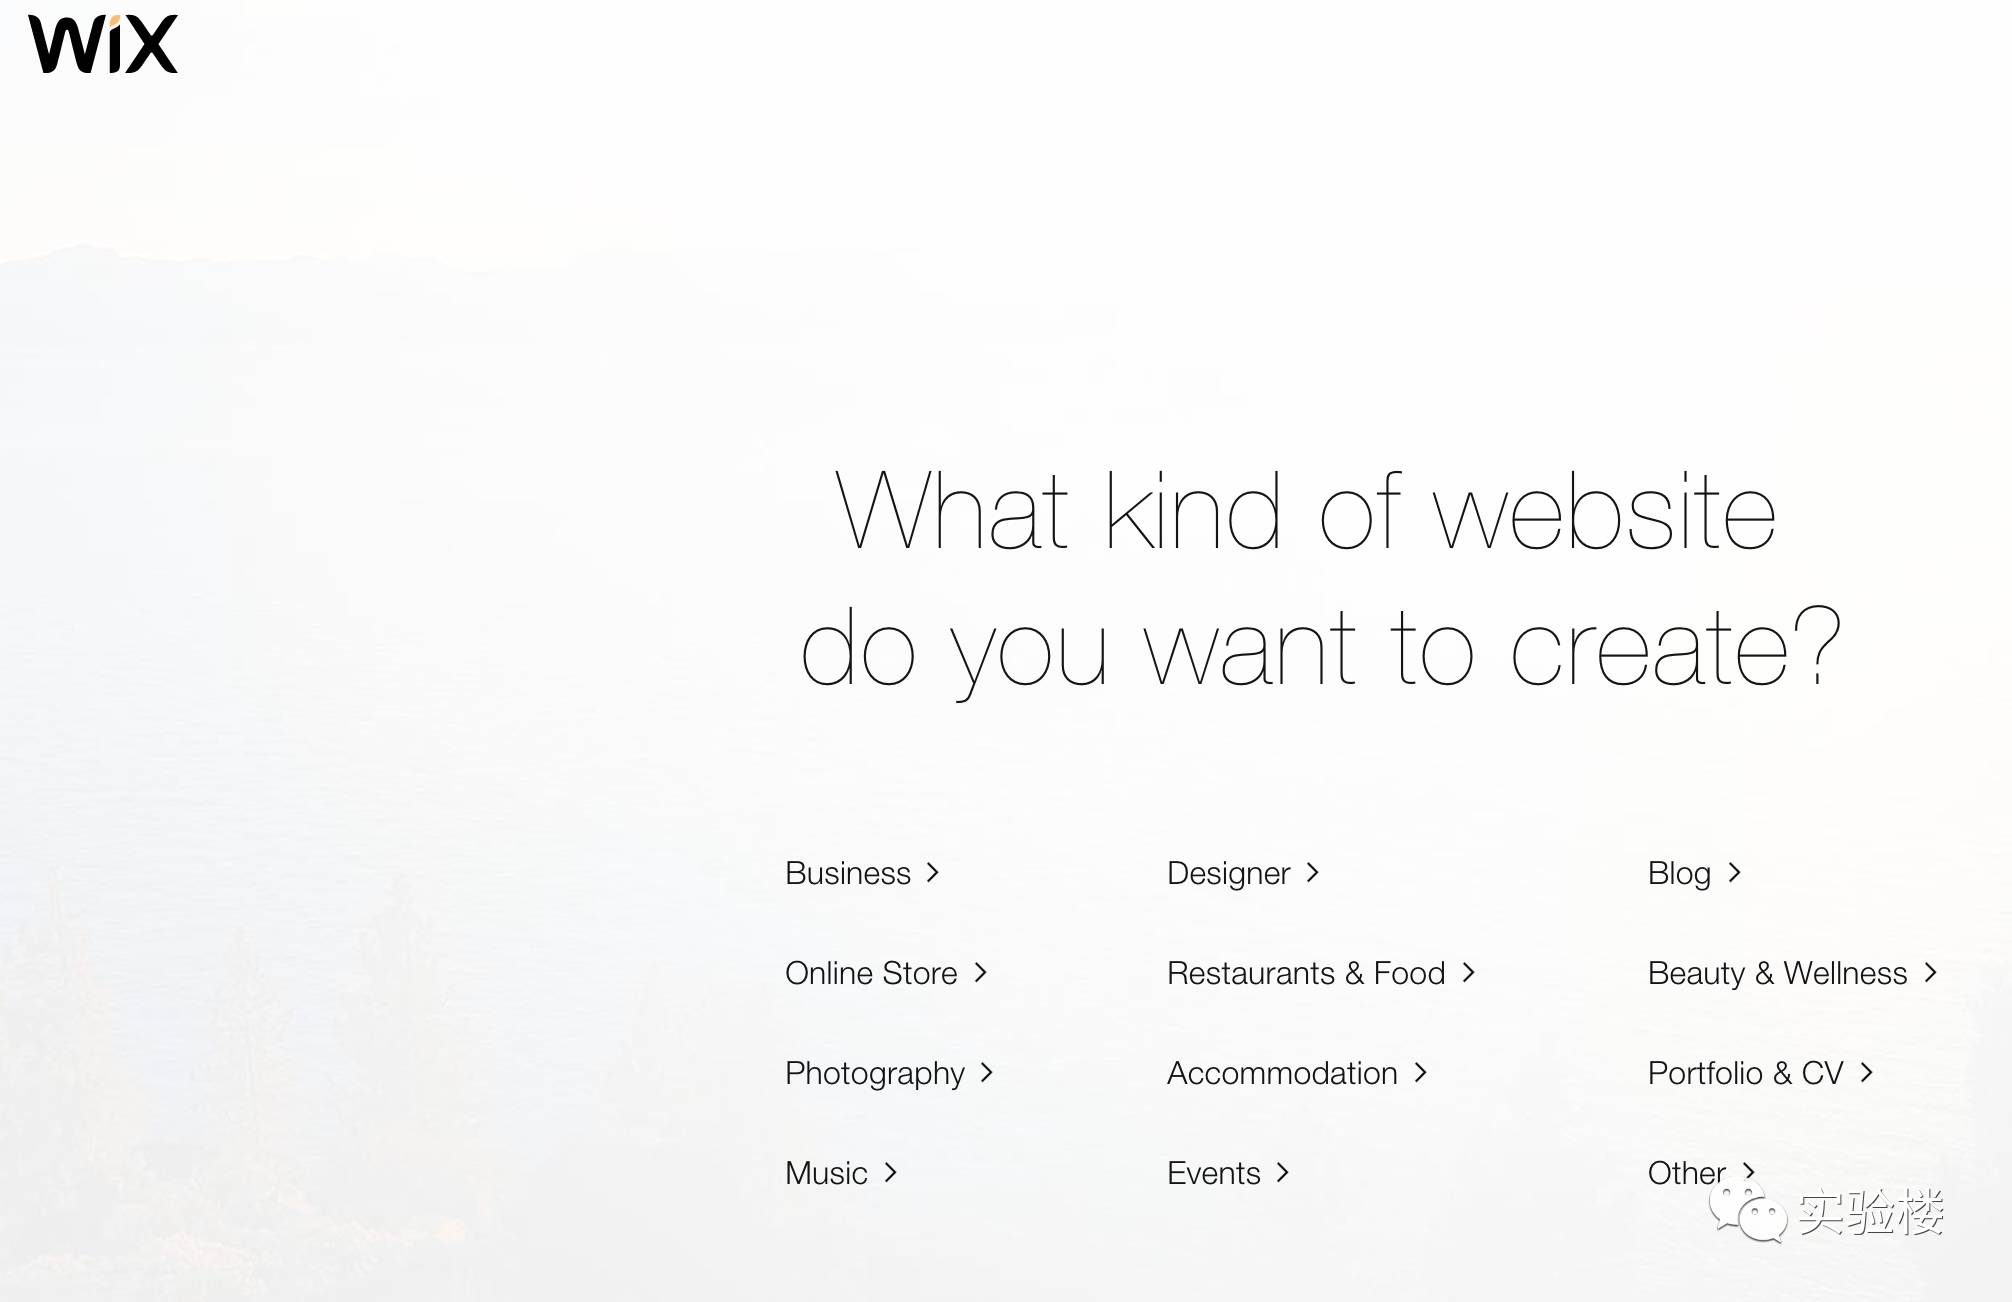 WiX
What kind of website
do you want to create?
Business >
Designer >
Blog >
Online Store >
Restaurants & Food >
Beauty & Wellness >
Photography >
Accommodation >
Portfolio & CV >
Music >
Events >
Other >
实验楼